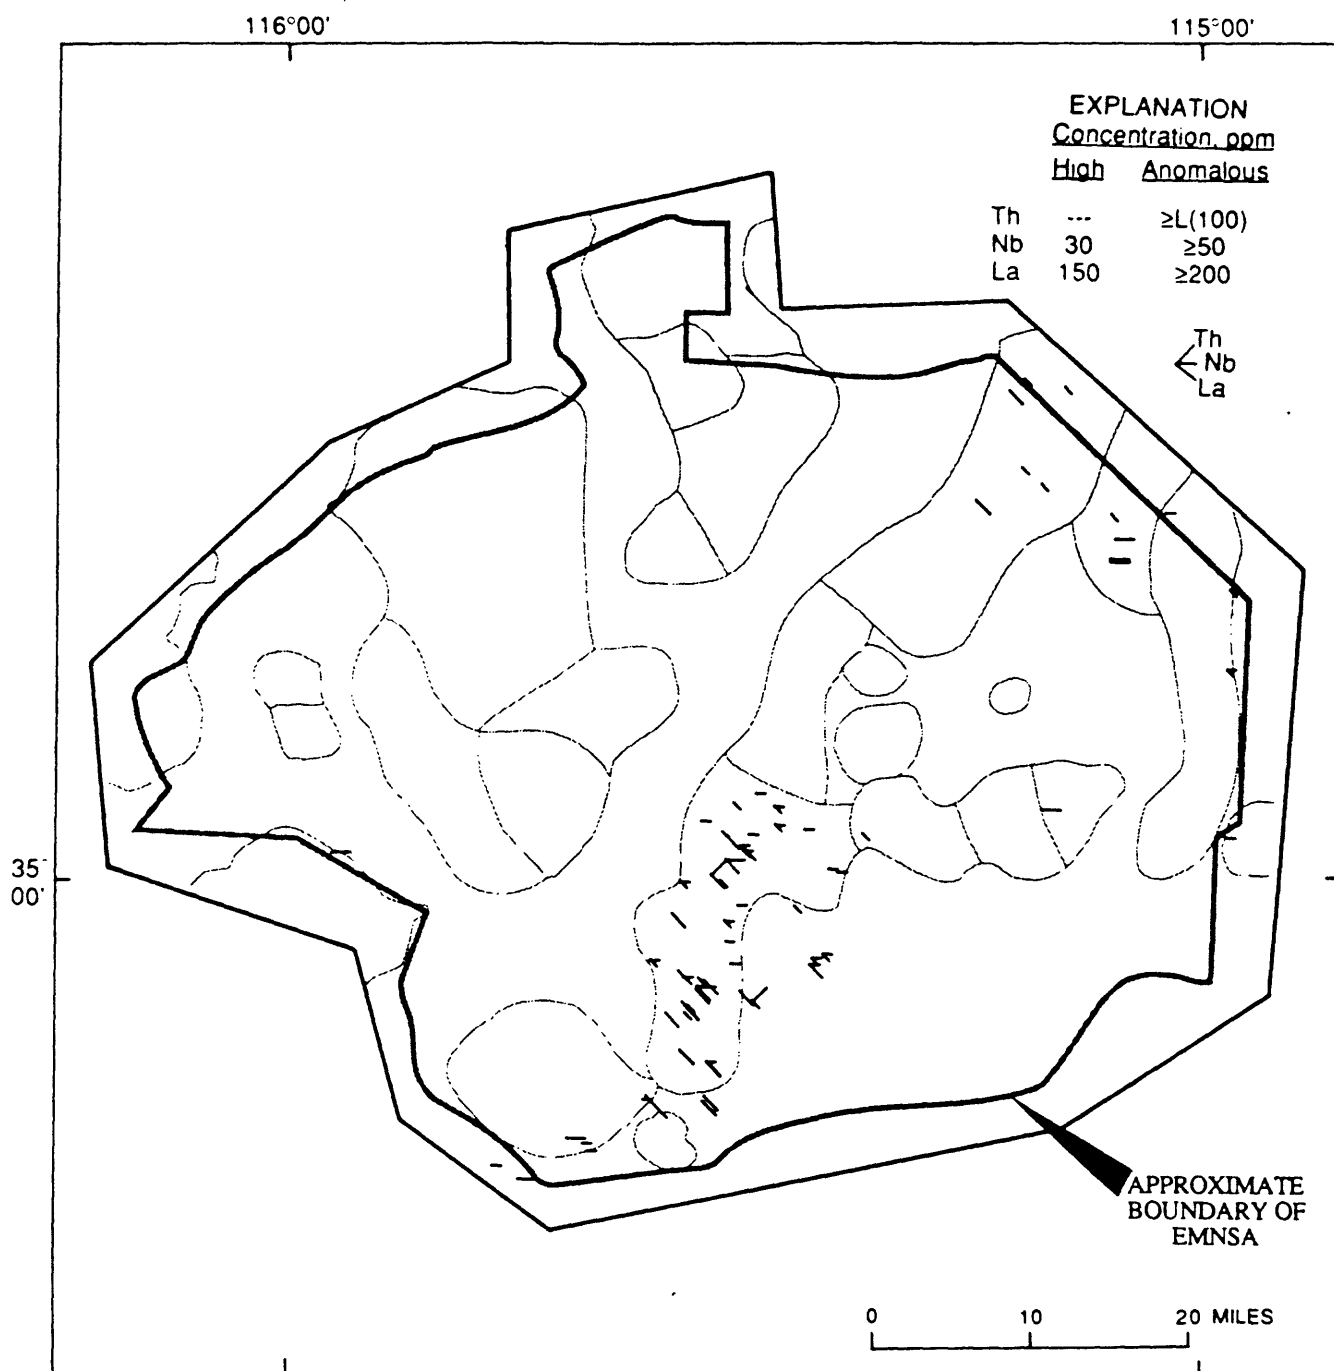 116°00' 115°00'
EXPLANATION
Concentration, ppm
High Anomalous
Th --- ≥L(100)
Nb 30 ≥50
La 150 ≥200
Th
Nb
La
35
00'
APPROXIMATE
BOUNDARY OF
EMNSA
0 10 20 MILES